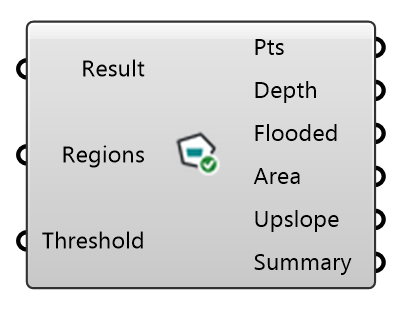 Result
Regions
Threshold
Pts
Depth
Flooded
Area
Upslope
Summary